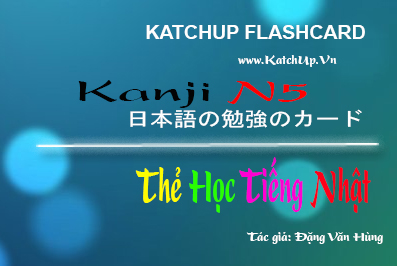 KATCHUP FLASHCARD
www.KatchUp.Vn
Kanji N5
日本語の勉強のカード
Thẻ Học Tiếng Nhật
Tác giả: Đặng Văn Hùng